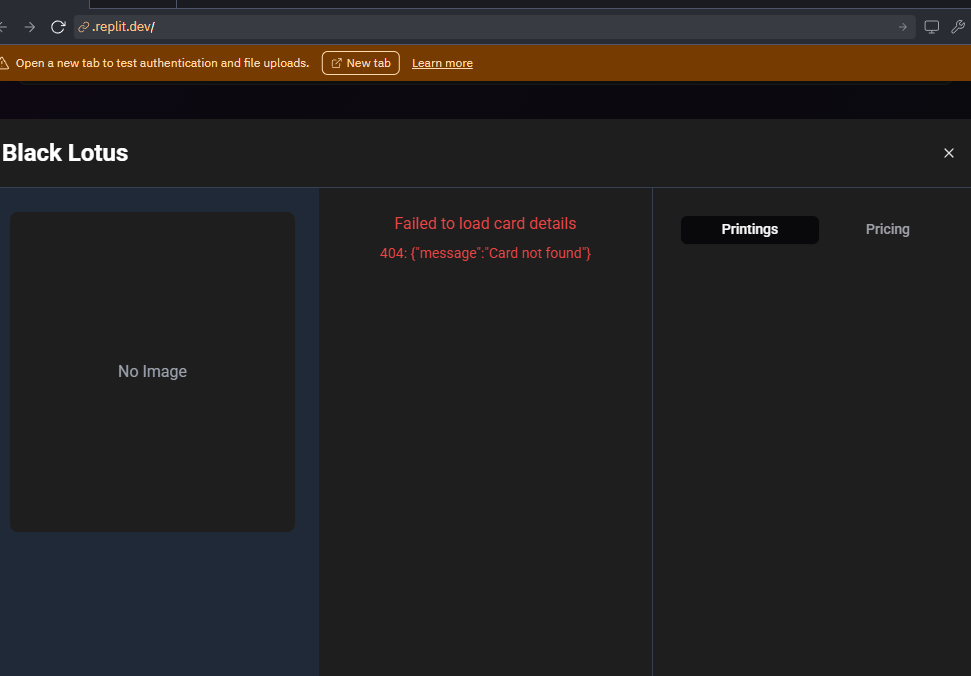 .replit.dev/
Open a new tab to test authentication and file uploads. New tab Learn more
Black Lotus
No Image
Failed to load card details
404: {"message":"Card not found"}
Printings Pricing